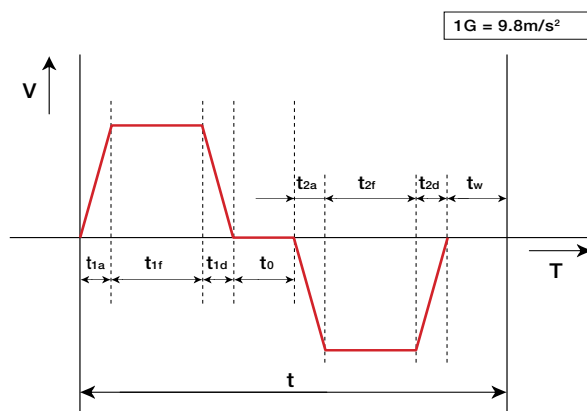 1G = 9.8m/s²
V
t2a t2f t2d tw
t1a t1f t1d t0
T
t